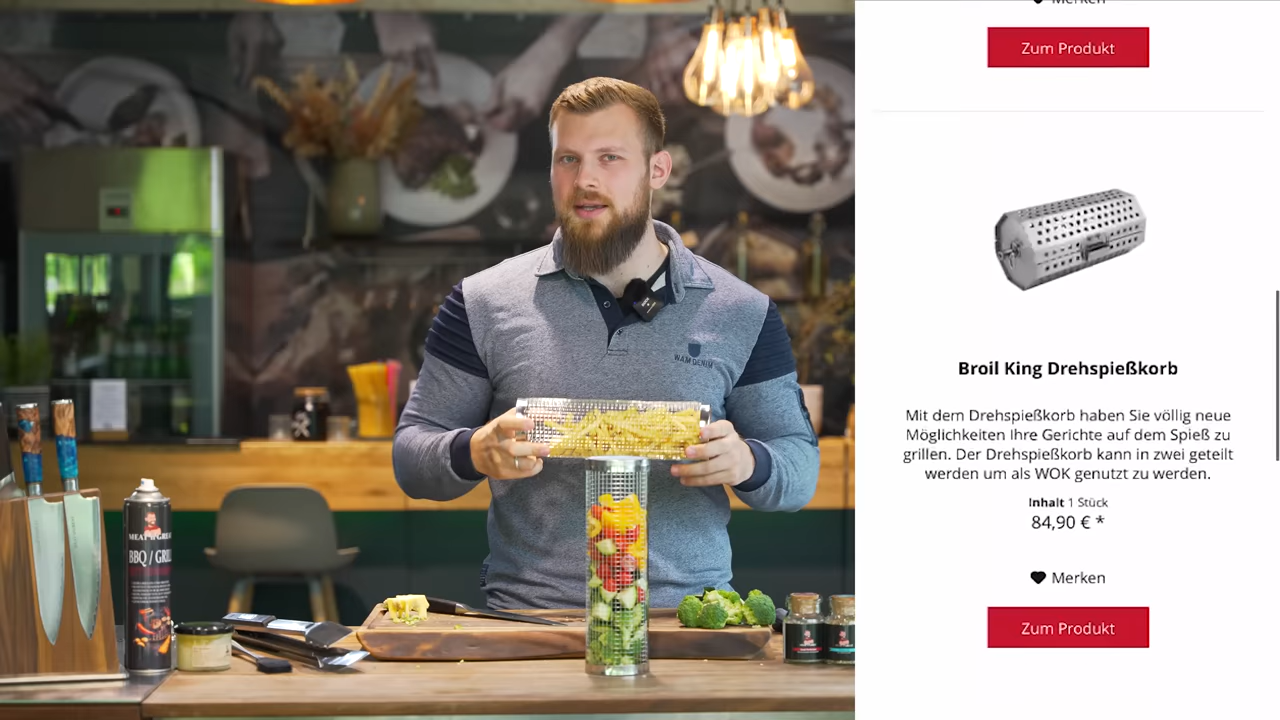 WAM DENIM
BBQ / GRILL
Merken
Zum Produkt
Broil King Drehspießkorb
Mit dem Drehspießkorb haben Sie völlig neue
Möglichkeiten Ihre Gerichte auf dem Spieß zu
grillen. Der Drehspießkorb kann in zwei geteilt
werden um als WOK genutzt zu werden.
Inhalt 1 Stück
84,90 € *
Merken
Zum Produkt